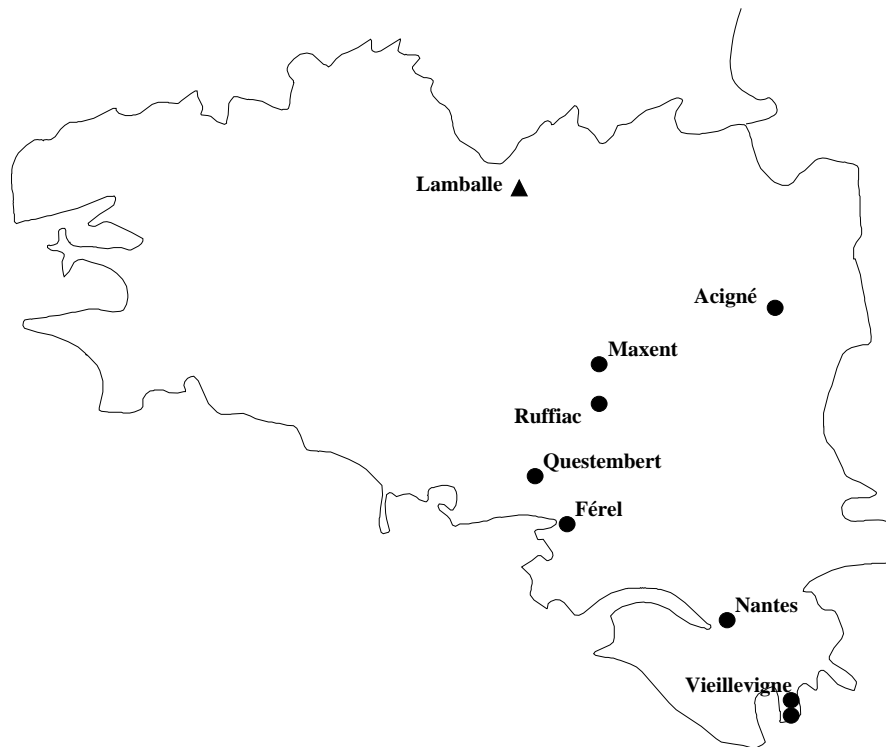 Lamballe
Acigné
Maxent
Ruffiac
Questembert
Férel
Nantes
Vieillevigne